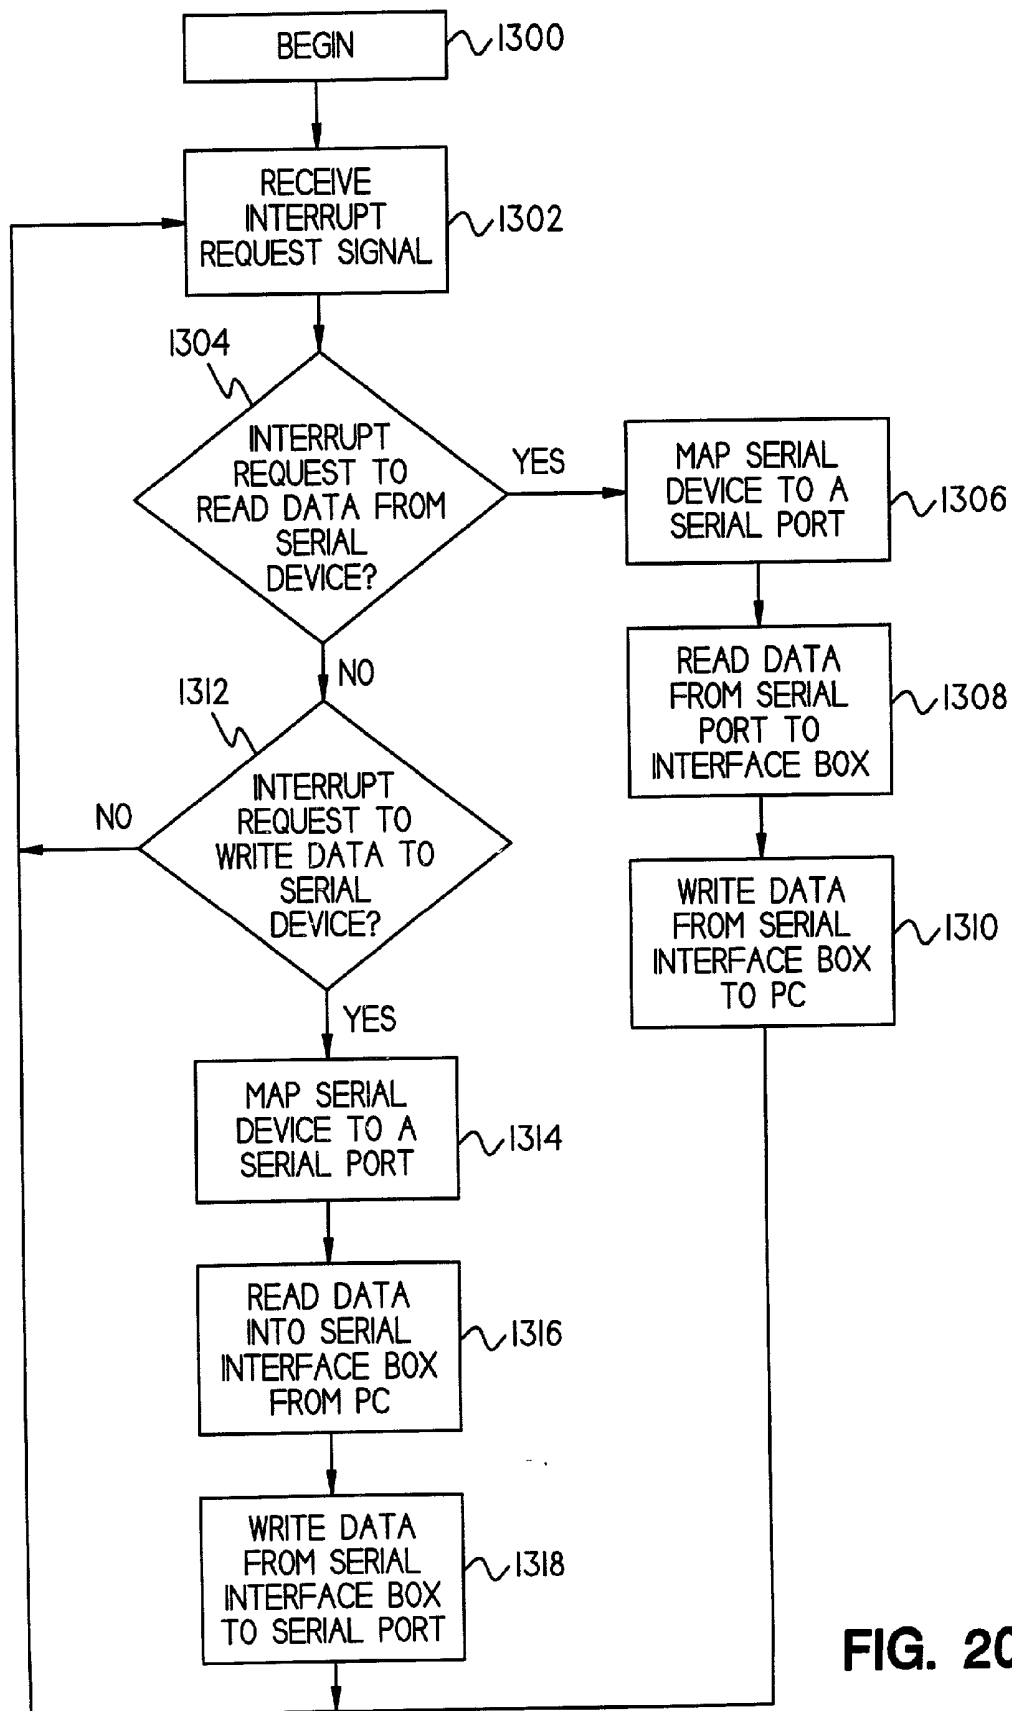 BEGIN
1300
RECEIVE
INTERRUPT
REQUEST SIGNAL
1302
1304
INTERRUPT
REQUEST TO
READ DATA FROM
SERIAL
DEVICE?
YES
MAP SERIAL
DEVICE TO A
SERIAL PORT
1306
NO
READ DATA
FROM SERIAL
PORT TO
INTERFACE BOX
1308
1312
INTERRUPT
REQUEST TO
WRITE DATA TO
SERIAL
DEVICE?
NO
WRITE DATA
FROM SERIAL
INTERFACE BOX
TO PC
1310
YES
MAP SERIAL
DEVICE TO A
SERIAL PORT
1314
READ DATA
INTO SERIAL
INTERFACE BOX
FROM PC
1316
WRITE DATA
FROM SERIAL
INTERFACE BOX
TO SERIAL PORT
1318
FIG. 20